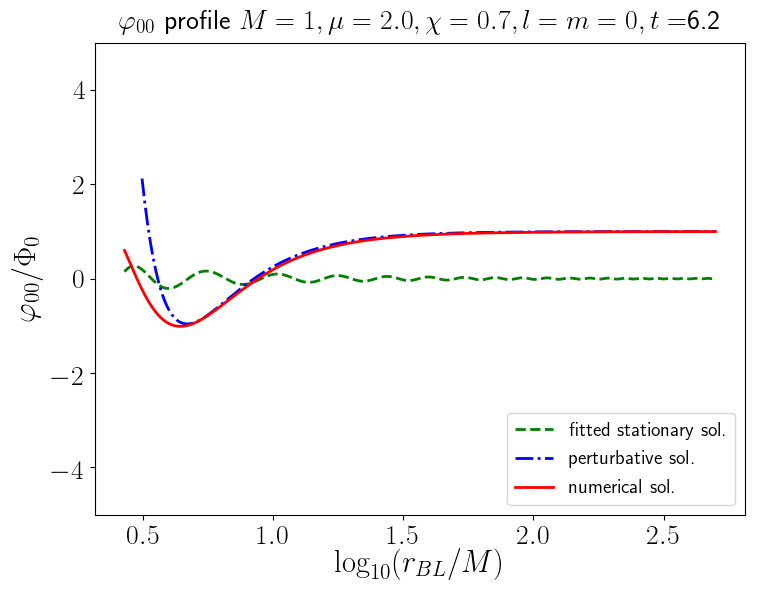 φ₀₀ profile M = 1, μ = 2.0, χ = 0.7, l = m = 0, t =6.2
φ₀₀/Φ₀
4
2
0
−2
−4
fitted stationary sol.
perturbative sol.
numerical sol.
0.5 1.0 1.5 2.0 2.5
log₁₀(r_BL/M)